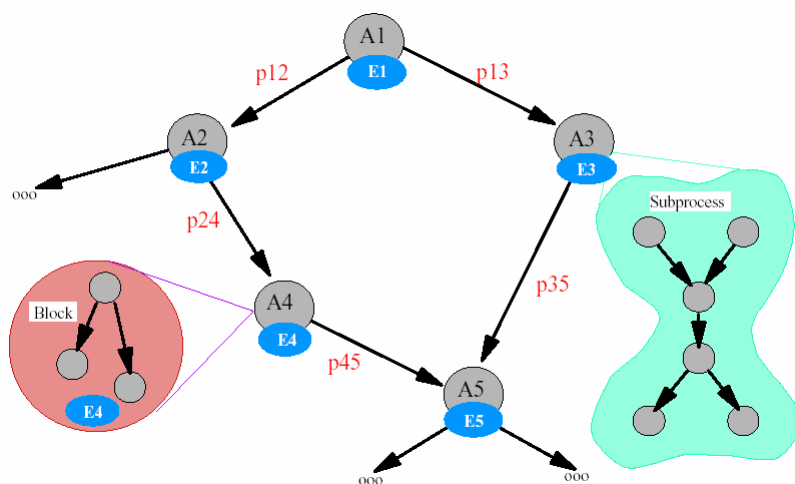 A1
E1
p12
p13
A2
E2
A3
E3
ooo
Subprocess
p24
p35
A4
E4
Block
p45
E4
A5
E5
ooo
ooo